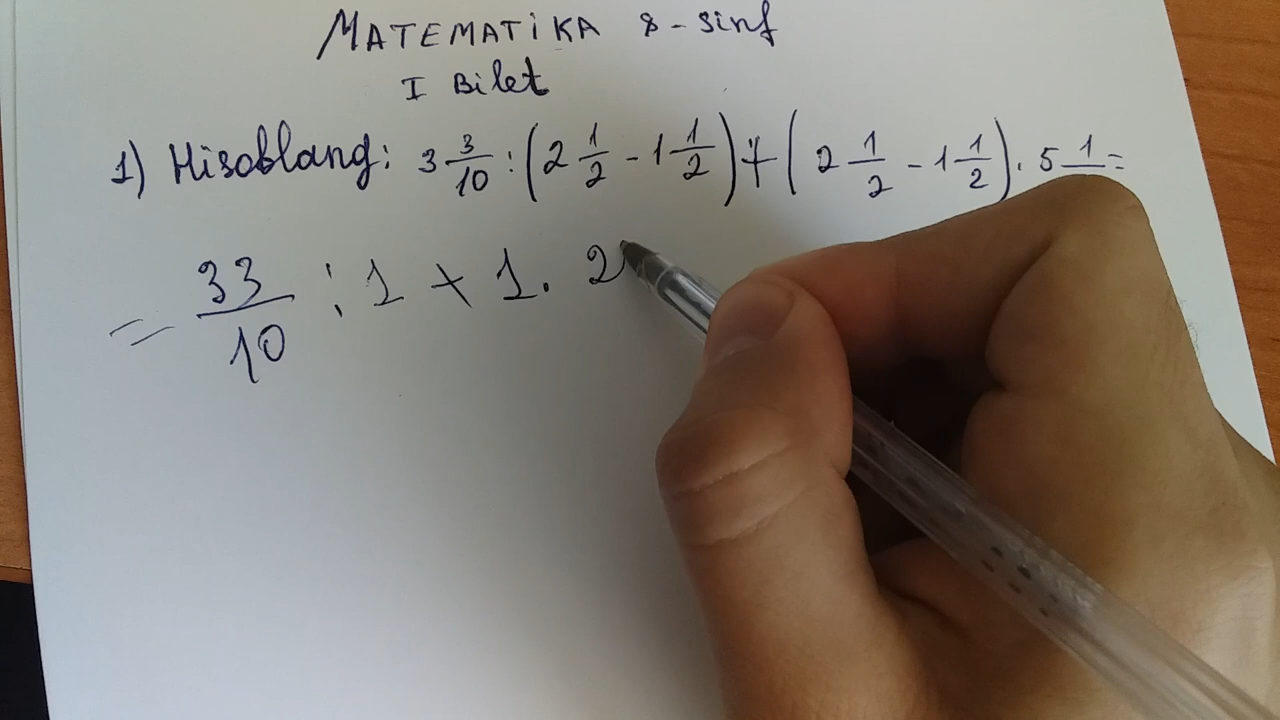 MATEMATIKA 8-sinf
I Bilet
1) Hisoblang: 3 3/10 : (2 1/2 - 1 1/2) + (2 1/2 - 1 1/2) · 5 1 =
= 33/10 : 1 + 1 · 2